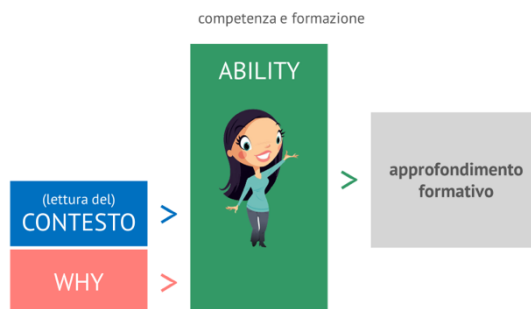 competenza e formazione
ABILITY
(lettura del)
CONTESTO
>
WHY
>
>
approfondimento
formativo